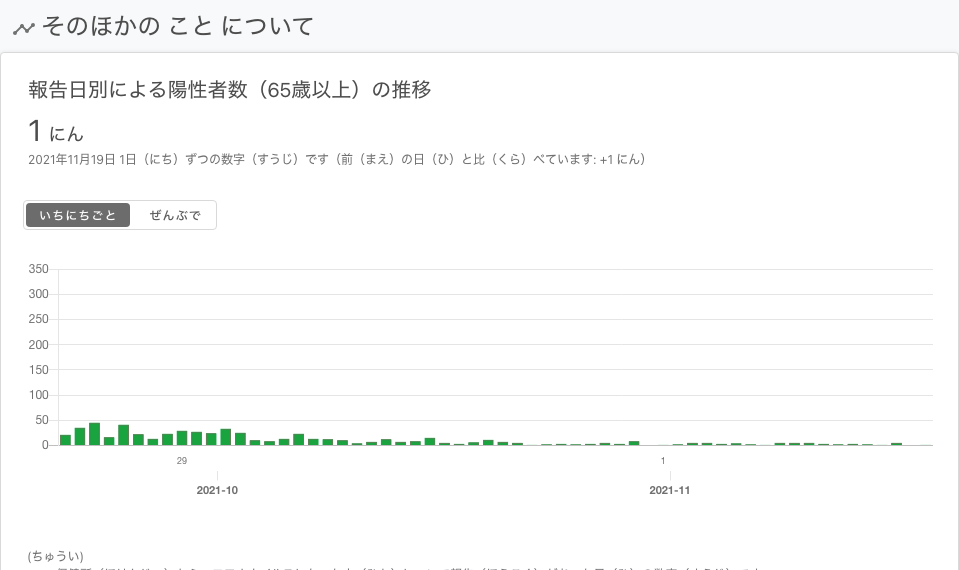 そのほかの こと について
報告日別による陽性者数（65歳以上）の推移
1 にん
2021年11月19日 1日（にち）ずつの数字（すうじ）です（前（まえ）の日（ひ）と比（くら）べています: +1 にん）
いちにちごと ぜんぶで
350
300
250
200
150
100
50
0
29 1
2021-10 2021-11
(ちゅうい)